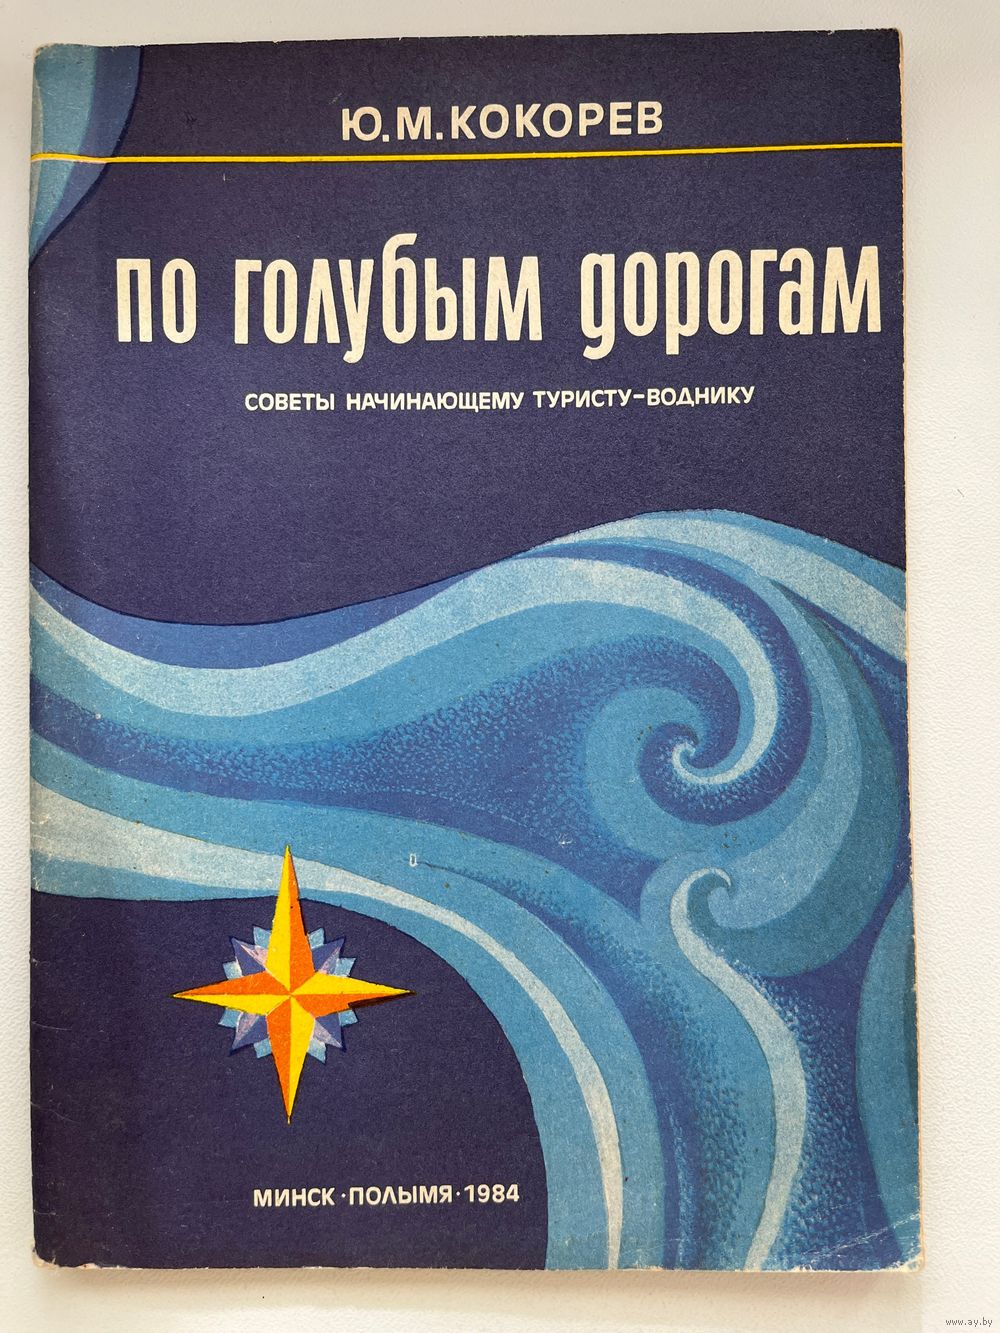 Ю.М.КОКОРЕВ
по голубым дорогам
СОВЕТЫ НАЧИНАЮЩЕМУ ТУРИСТУ-ВОДНИКУ
МИНСК·ПОЛЫМЯ·1984
www.ay.by